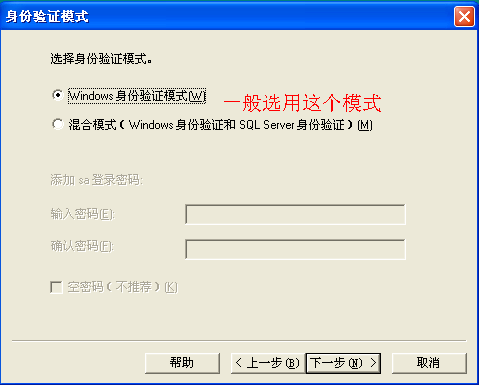 身份验证模式
选择身份验证模式。
Windows 身份验证模式(W)
一般选用这个模式
混合模式（Windows 身份验证和 SQL Server 身份验证）(M)
添加 sa 登录密码:
输入密码(E):
确认密码(F):
空密码（不推荐）(K)
帮助
< 上一步(B)
下一步(N) >
取消